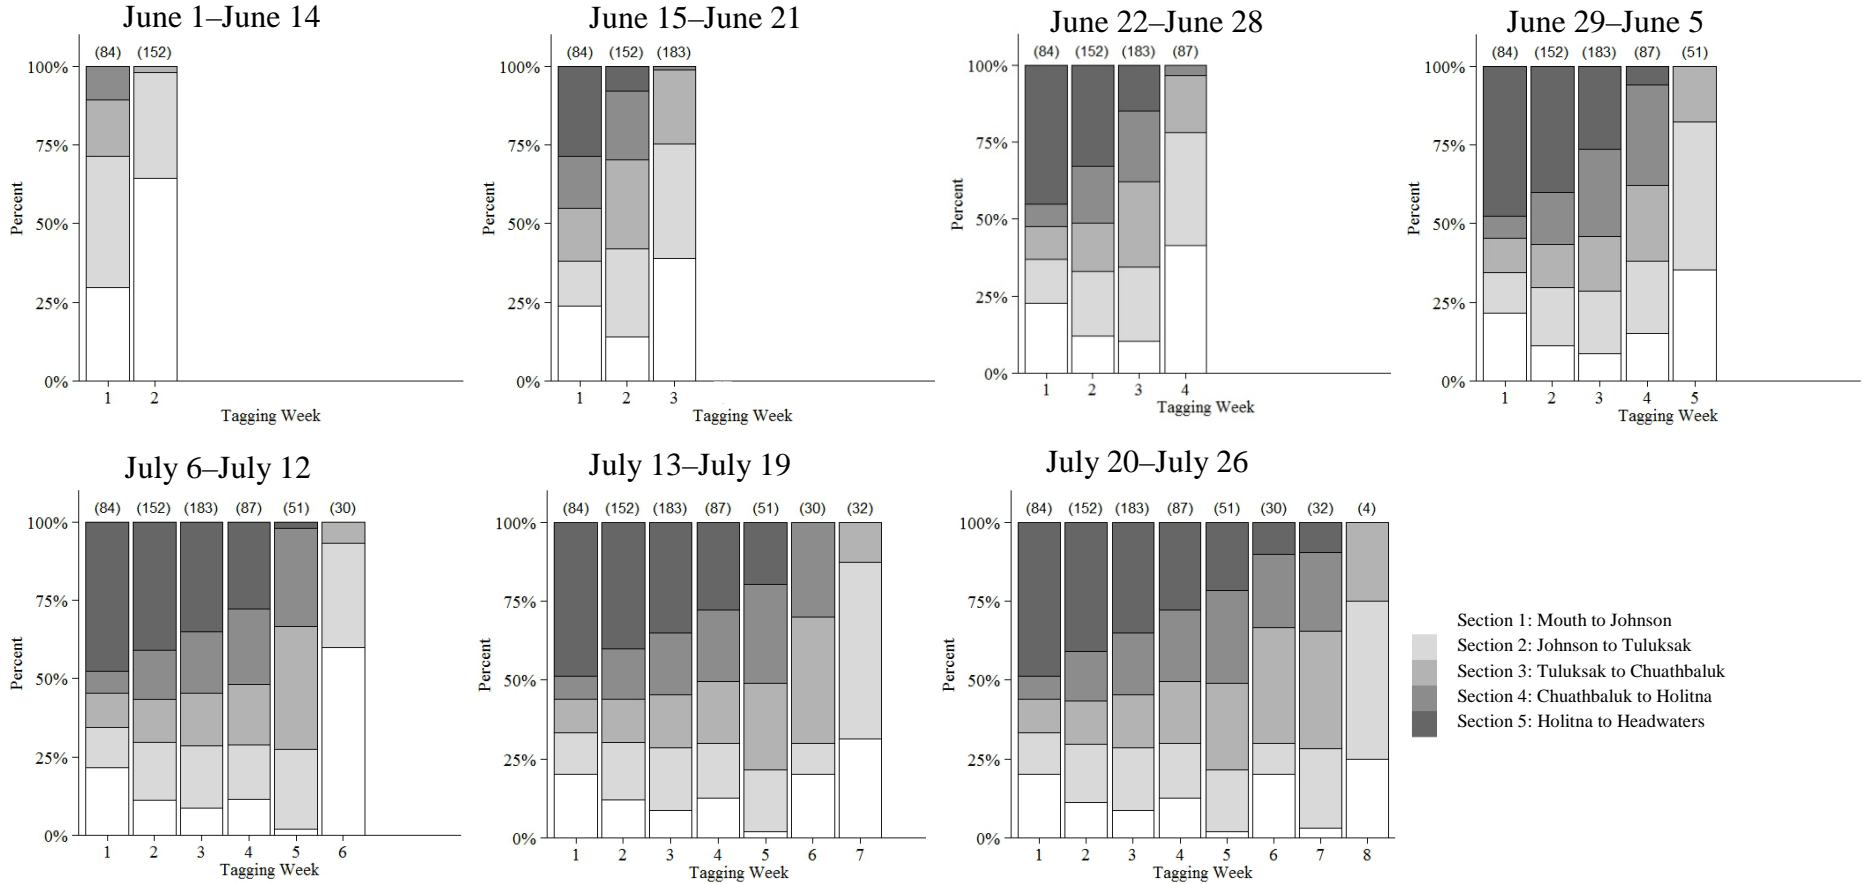 June 1–June 14
(84) (152)
100%
75%
50%
25%
0%
Percent
1 2
Tagging Week
June 15–June 21
(84) (152) (183)
100%
75%
50%
25%
0%
Percent
1 2 3
Tagging Week
June 22–June 28
(84) (152) (183) (87)
100%
75%
50%
25%
0%
Percent
1 2 3 4
Tagging Week
June 29–June 5
(84) (152) (183) (87) (51)
100%
75%
50%
25%
0%
Percent
1 2 3 4 5
Tagging Week
July 6–July 12
(84) (152) (183) (87) (51) (30)
100%
75%
50%
25%
0%
Percent
1 2 3 4 5 6
Tagging Week
July 13–July 19
(84) (152) (183) (87) (51) (30) (32)
100%
75%
50%
25%
0%
Percent
1 2 3 4 5 6 7
Tagging Week
July 20–July 26
(84) (152) (183) (87) (51) (30) (32) (4)
100%
75%
50%
25%
0%
Percent
1 2 3 4 5 6 7 8
Tagging Week
Section 1: Mouth to Johnson
Section 2: Johnson to Tuluksak
Section 3: Tuluksak to Chuathbaluk
Section 4: Chuathbaluk to Holitna
Section 5: Holitna to Headwaters